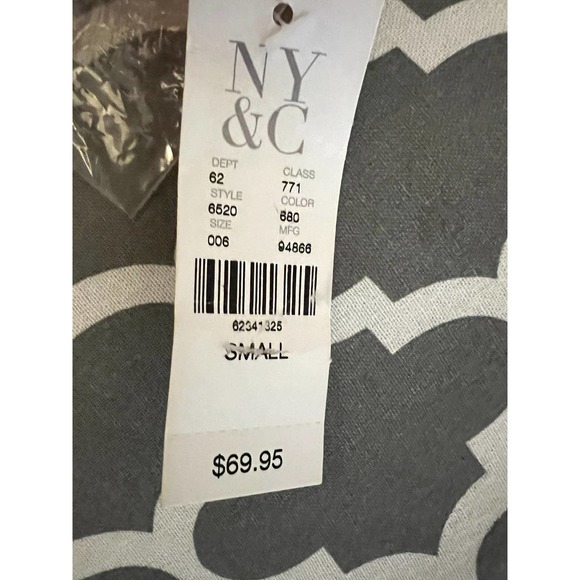 NY
&C
DEPT CLASS
62 771
STYLE COLOR
6520 680
SIZE MFG
006 94866
62341325
SMALL
$69.95